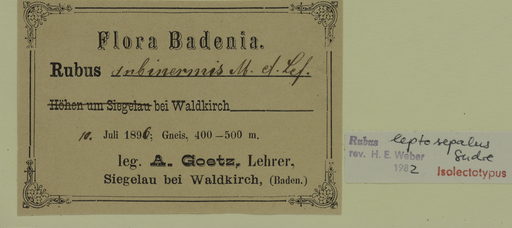 Flora Badenia.
Rubus subinermis M. et Lef.
Höhen um Siegelau bei Waldkirch
10. Juli 1896; Gneis, 400—500 m.
leg. A. Goetz, Lehrer,
Siegelau bei Waldkirch, (Baden.)
Rubus leptosepalus
Sudre
rev. H. E. Weber
1982
Isolectotypus